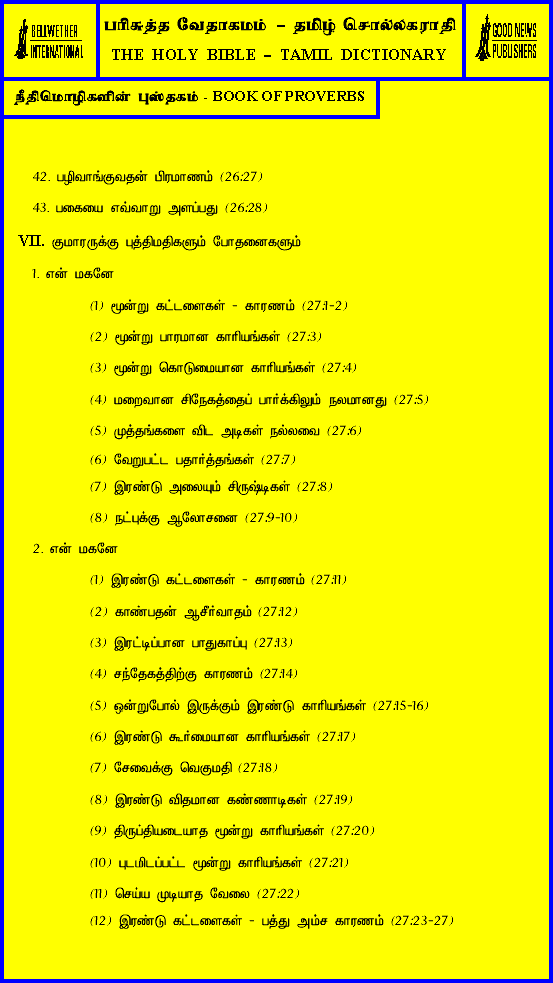 BELLWETHER
INTERNATIONAL
பரிசுத்த வேதாகமம் – தமிழ் சொல்லகராதி
THE HOLY BIBLE – TAMIL DICTIONARY
GOOD NEWS
PUBLISHERS
நீதிமொழிகளின் புஸ்தகம் - BOOK OF PROVERBS
42. பழிவாங்குவதன் பிரமாணம் (26:27)
43. பகையை எவ்வாறு அளப்பது (26:28)
VII. குமாரருக்கு புத்திமதிகளும் போதனைகளும்
1. என் மகனே
(1) மூன்று கட்டளைகள் - காரணம் (27:1-2)
(2) மூன்று பாரமான காரியங்கள் (27:3)
(3) மூன்று கொடுமையான காரியங்கள் (27:4)
(4) மறைவான சிநேகத்தைப் பார்க்கிலும் நலமானது (27:5)
(5) முத்தங்களை விட அடிகள் நல்லவை (27:6)
(6) வேறுபட்ட பதார்த்தங்கள் (27:7)
(7) இரண்டு அலையும் சிருஷ்டிகள் (27:8)
(8) நட்புக்கு ஆலோசனை (27:9-10)
2. என் மகனே
(1) இரண்டு கட்டளைகள் - காரணம் (27:11)
(2) காண்பதன் ஆசீர்வாதம் (27:12)
(3) இரட்டிப்பான பாதுகாப்பு (27:13)
(4) சந்தேகத்திற்கு காரணம் (27:14)
(5) ஒன்றுபோல் இருக்கும் இரண்டு காரியங்கள் (27:15-16)
(6) இரண்டு கூர்மையான காரியங்கள் (27:17)
(7) சேவைக்கு வெகுமதி (27:18)
(8) இரண்டு விதமான கண்ணாடிகள் (27:19)
(9) திருப்தியடையாத மூன்று காரியங்கள் (27:20)
(10) புடமிடப்பட்ட மூன்று காரியங்கள் (27:21)
(11) செய்ய முடியாத வேலை (27:22)
(12) இரண்டு கட்டளைகள் - பத்து அம்ச காரணம் (27:23-27)